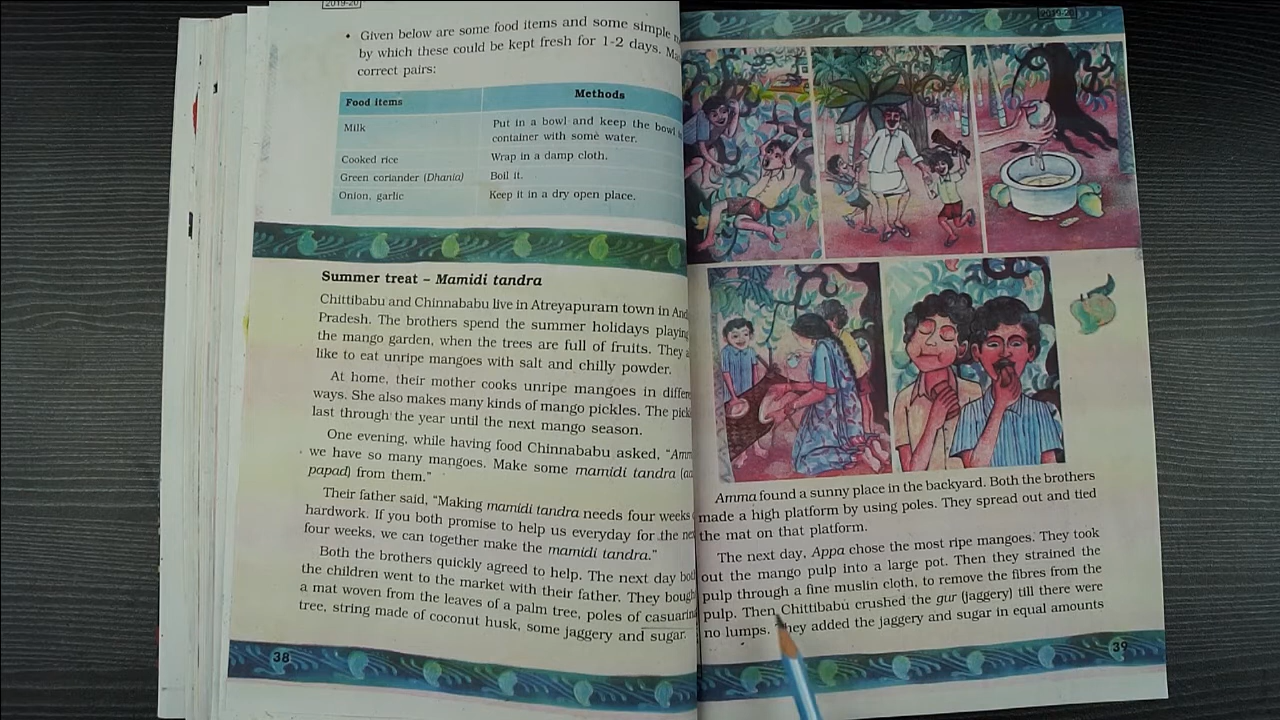 2019-20
• Given below are some food items and some simple
by which these could be kept fresh for 1-2 days.
correct pairs:
Food items Methods
Milk Put in a bowl and keep the bowl
container with some water.
Cooked rice Wrap in a damp cloth.
Green coriander (Dhania) Boil it.
Onion, garlic Keep it in a dry open place.
Summer treat – Mamidi tandra
Chittibabu and Chinnababu live in Atreyapuram town in
Pradesh. The brothers spend the summer holidays playing
the mango garden, when the trees are full of fruits. They
like to eat unripe mangoes with salt and chilly powder.
At home, their mother cooks unripe mangoes in
ways. She also makes many kinds of mango pickles. The
last through the year until the next mango season.
One evening, while having food Chinnababu asked,
we have so many mangoes. Make some mamidi tandra
papad) from them.”
Their father said, “Making mamidi tandra needs four weeks
hardwork. If you both promise to help us everyday for the
four weeks, we can together make the mamidi tandra.”
Both the brothers quickly agreed to help. The next day
the children went to the market with their father. They
a mat woven from the leaves of a palm tree, poles of
tree, string made of coconut husk, some jaggery and sugar.
38
2019-20
Amma found a sunny place in the backyard. Both the brothers
made a high platform by using poles. They spread out and tied
the mat on that platform.
The next day, Appa chose the most ripe mangoes. They took
out the mango pulp into a large pot. Then they strained the
pulp through a fine muslin cloth, to remove the fibres from the
pulp. Then Chittibabu crushed the gur (jaggery) till there were
no lumps. They added the jaggery and sugar in equal amounts
39